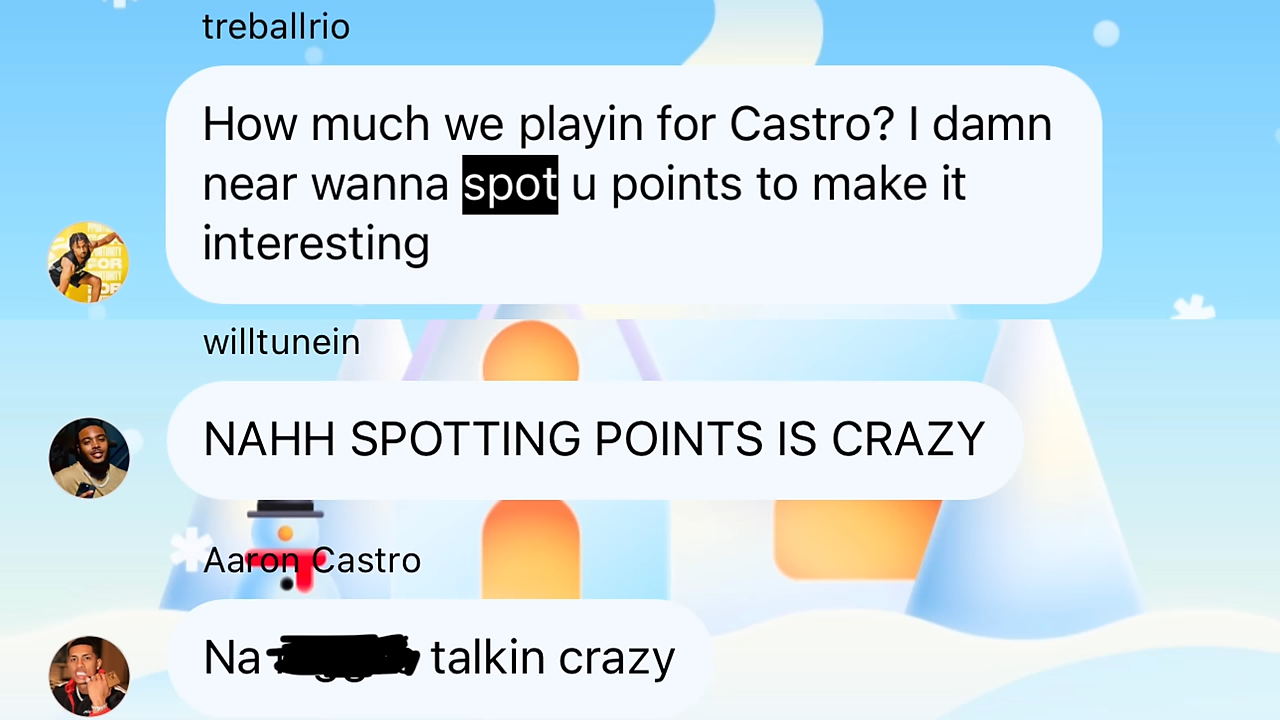 treballrio
How much we playin for Castro? I damn
near wanna spot u points to make it
interesting
willtunein
NAHH SPOTTING POINTS IS CRAZY
Aaron Castro
Na talkin crazy